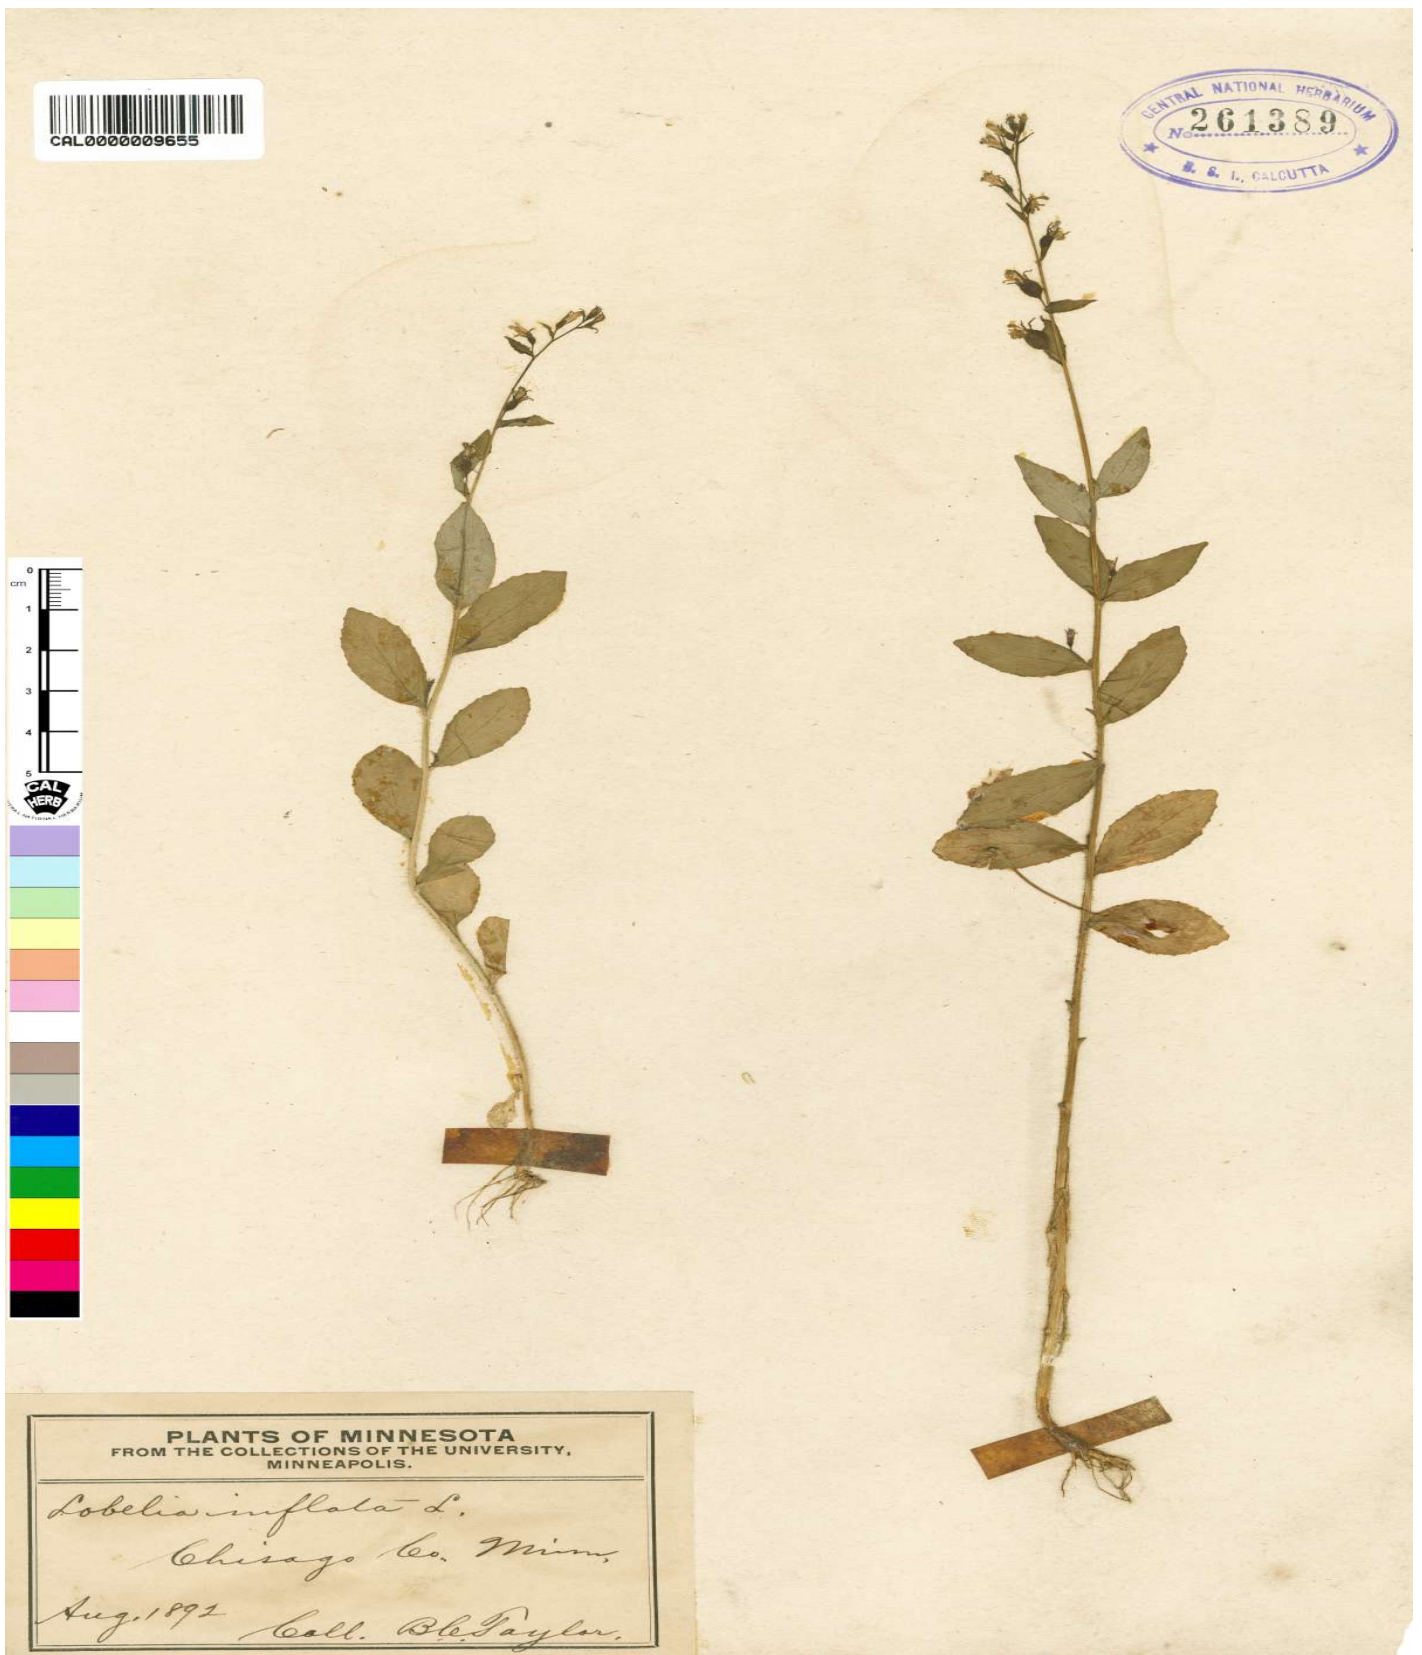 CAL0000009655
CENTRAL NATIONAL HERBARIUM
No 261389
B. S. I., CALCUTTA
0
cm
1
2
3
4
5
CAL
HERB
PLANTS OF MINNESOTA
FROM THE COLLECTIONS OF THE UNIVERSITY,
MINNEAPOLIS.
Lobelia inflata L.
Chisago Co. Minn.
Aug. 1892
Coll. B.C. Taylor.